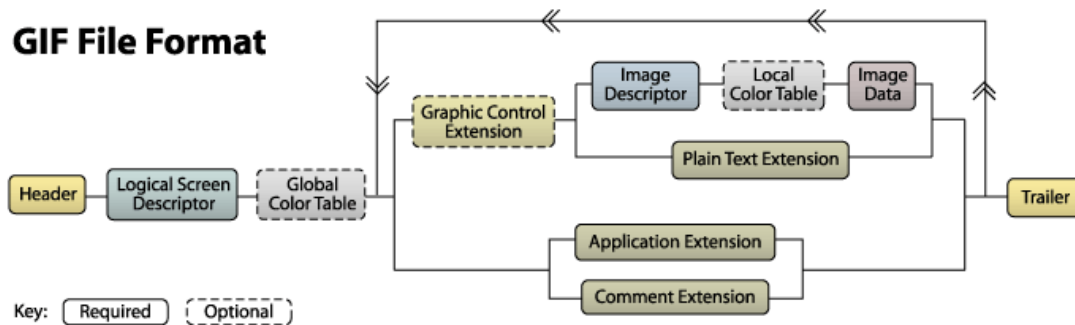 GIF File Format
Image
Descriptor
Local
Color Table
Image
Data
Graphic Control
Extension
Plain Text Extension
Header
Logical Screen
Descriptor
Global
Color Table
Trailer
Application Extension
Comment Extension
Key: Required Optional